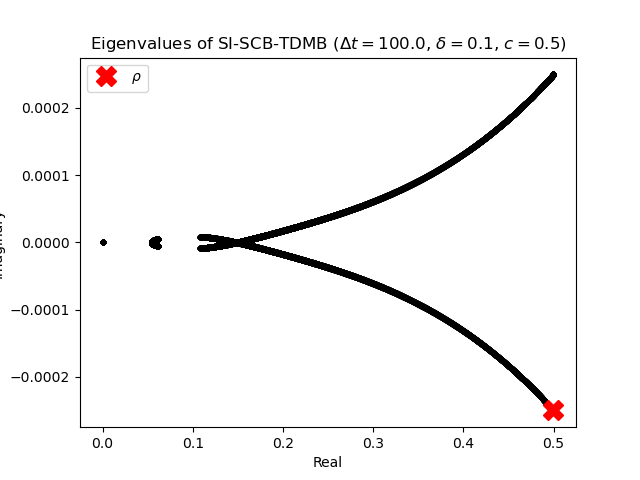 Eigenvalues of SI-SCB-TDMB (Δt = 100.0, δ = 0.1, c = 0.5)
ρ
0.0002
0.0001
0.0000
−0.0001
−0.0002
0.0 0.1 0.2 0.3 0.4 0.5
Real